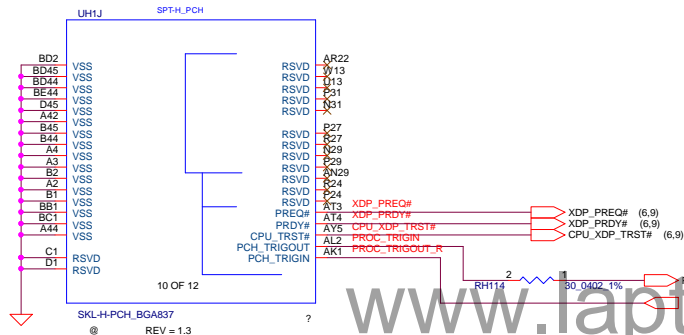 UH1J
SPT-H_PCH
BD2 VSS
BD45 VSS
BD44 VSS
BE44 VSS
D45 VSS
A42 VSS
B45 VSS
B44 VSS
A4 VSS
A3 VSS
B2 VSS
A2 VSS
B1 VSS
BB1 VSS
BC1 VSS
A44 VSS
C1 RSVD
D1 RSVD
RSVD AR22
RSVD W13
RSVD U13
RSVD P31
RSVD N31
RSVD P27
RSVD R27
RSVD N29
RSVD P29
RSVD AN29
RSVD R24
RSVD P24
PREQ# AT3 XDP_PREQ# XDP_PREQ# (6,9)
PRDY# AT4 XDP_PRDY# XDP_PRDY# (6,9)
CPU_TRST# AY5 CPU_XDP_TRST# CPU_XDP_TRST# (6,9)
PCH_TRIGOUT AL2 PROC_TRIGIN
PCH_TRIGIN AK1 PROC_TRIGOUT_R
RH114 2 1 30_0402_1%
10 OF 12
SKL-H-PCH_BGA837
@ REV = 1.3 ?
www.lapt